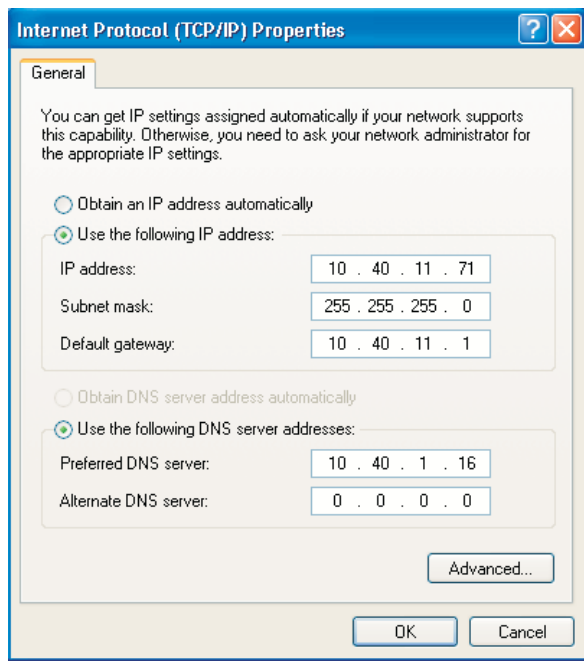 Internet Protocol (TCP/IP) Properties
General
You can get IP settings assigned automatically if your network supports
this capability. Otherwise, you need to ask your network administrator for
the appropriate IP settings.
Obtain an IP address automatically
Use the following IP address:
IP address: 10 . 40 . 11 . 71
Subnet mask: 255 . 255 . 255 . 0
Default gateway: 10 . 40 . 11 . 1
Obtain DNS server address automatically
Use the following DNS server addresses:
Preferred DNS server: 10 . 40 . 1 . 16
Alternate DNS server: 0 . 0 . 0 . 0
Advanced...
OK Cancel